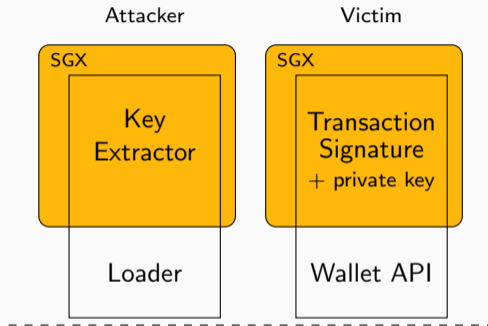 Attacker
SGX
Key
Extractor
Loader
Victim
SGX
Transaction
Signature
+ private key
Wallet API